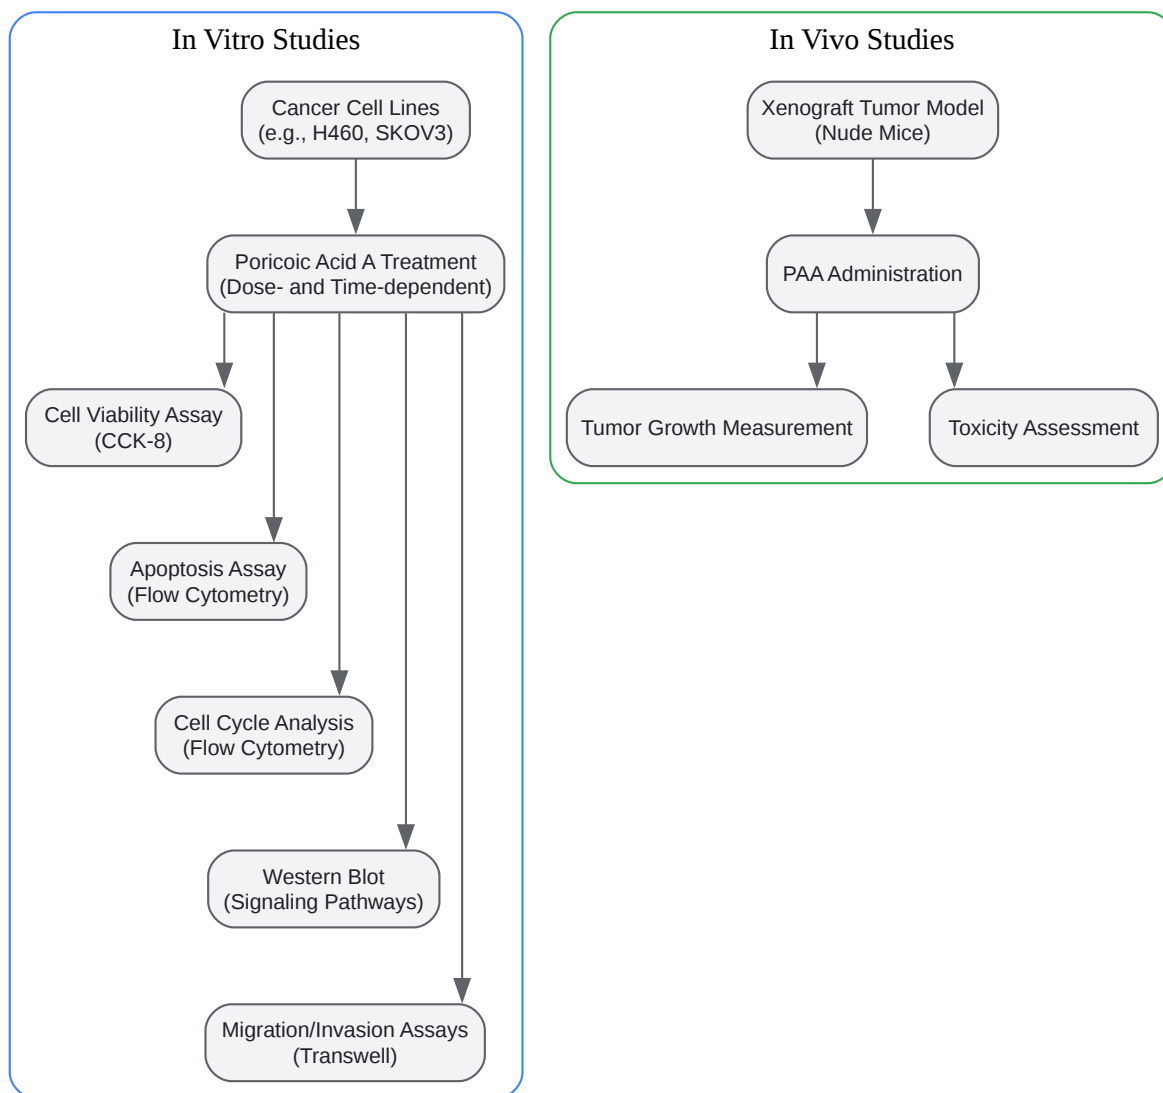 In Vitro Studies
Cancer Cell Lines
(e.g., H460, SKOV3)
Poricoic Acid A Treatment
(Dose- and Time-dependent)
Cell Viability Assay
(CCK-8)
Apoptosis Assay
(Flow Cytometry)
Cell Cycle Analysis
(Flow Cytometry)
Western Blot
(Signaling Pathways)
Migration/Invasion Assays
(Transwell)
In Vivo Studies
Xenograft Tumor Model
(Nude Mice)
PAA Administration
Tumor Growth Measurement
Toxicity Assessment